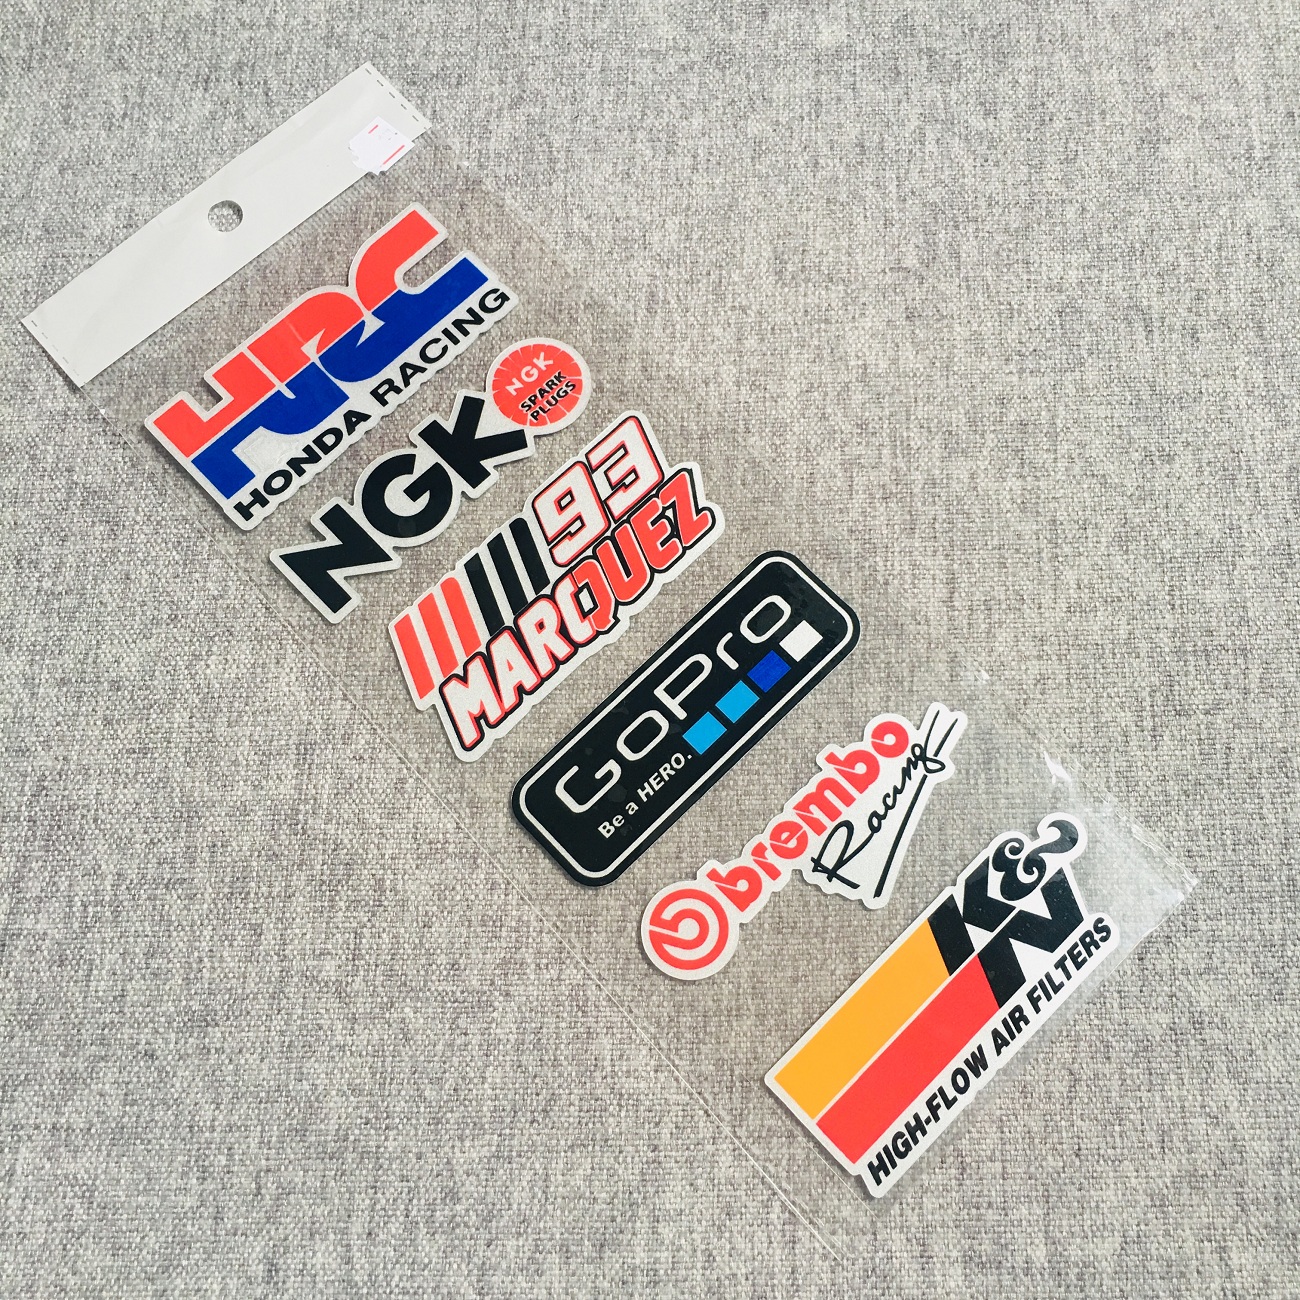 HRC
HONDA RACING
NGK
NGK
SPARK
PLUGS
93
MARQUEZ
GoPro
Be a HERO.
brembo
Racing
K&N
HIGH-FLOW AIR FILTERS